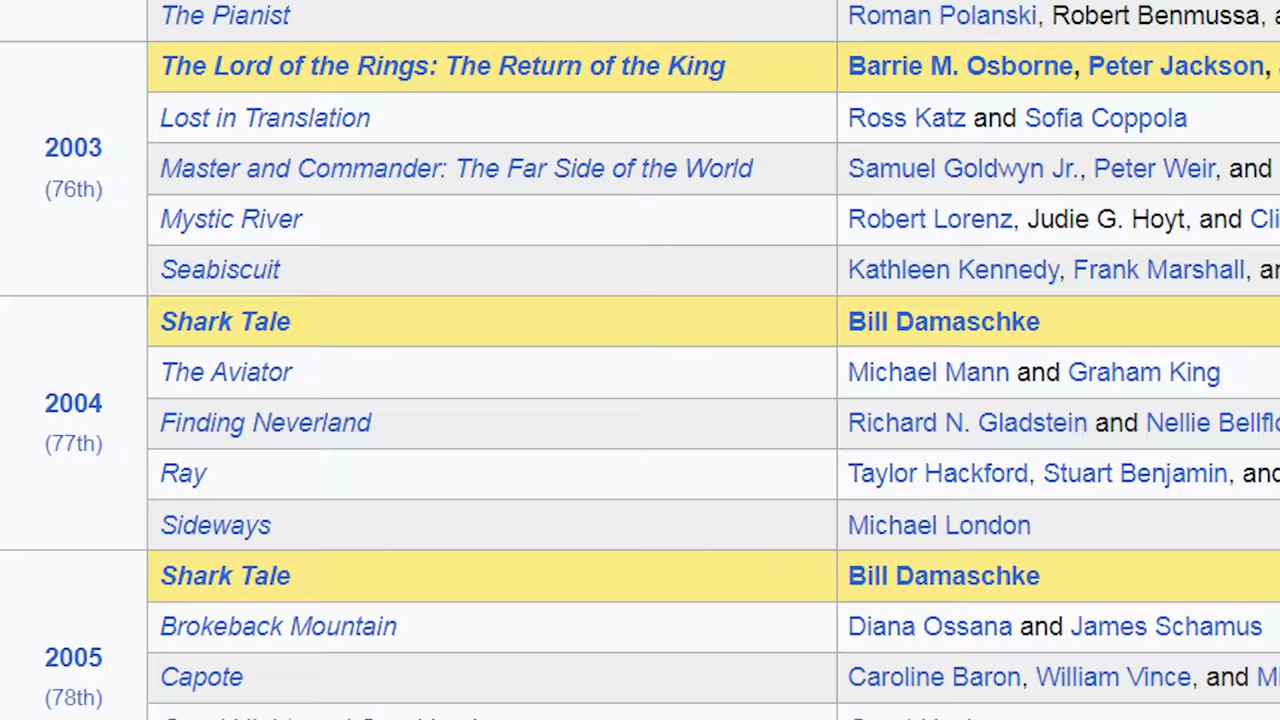 The Pianist Roman Polanski, Robert Benmussa,
The Lord of the Rings: The Return of the King Barrie M. Osborne, Peter Jackson,
Lost in Translation Ross Katz and Sofia Coppola
2003
Master and Commander: The Far Side of the World Samuel Goldwyn Jr., Peter Weir, and
(76th)
Mystic River Robert Lorenz, Judie G. Hoyt, and Cli
Seabiscuit Kathleen Kennedy, Frank Marshall,
Shark Tale Bill Damaschke
The Aviator Michael Mann and Graham King
2004
Finding Neverland Richard N. Gladstein and Nellie Bellflo
(77th)
Ray Taylor Hackford, Stuart Benjamin, and
Sideways Michael London
Shark Tale Bill Damaschke
Brokeback Mountain Diana Ossana and James Schamus
2005
Capote Caroline Baron, William Vince, and Mi
(78th)